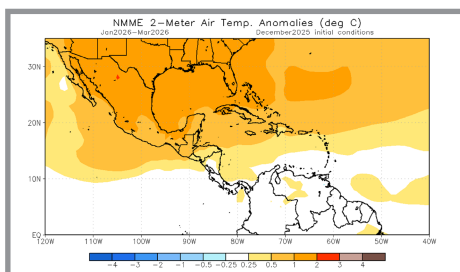 NMME 2-Meter Air Temp. Anomalies (deg C)
Jan2026-Mar2026 December2025 initial conditions
30N
20N
10N
EQ
120W 110W 100W 90W 80W 70W 60W 50W 40W
-4 -3 -2 -1 -0.5 -0.25 0.25 0.5 1 2 3 4